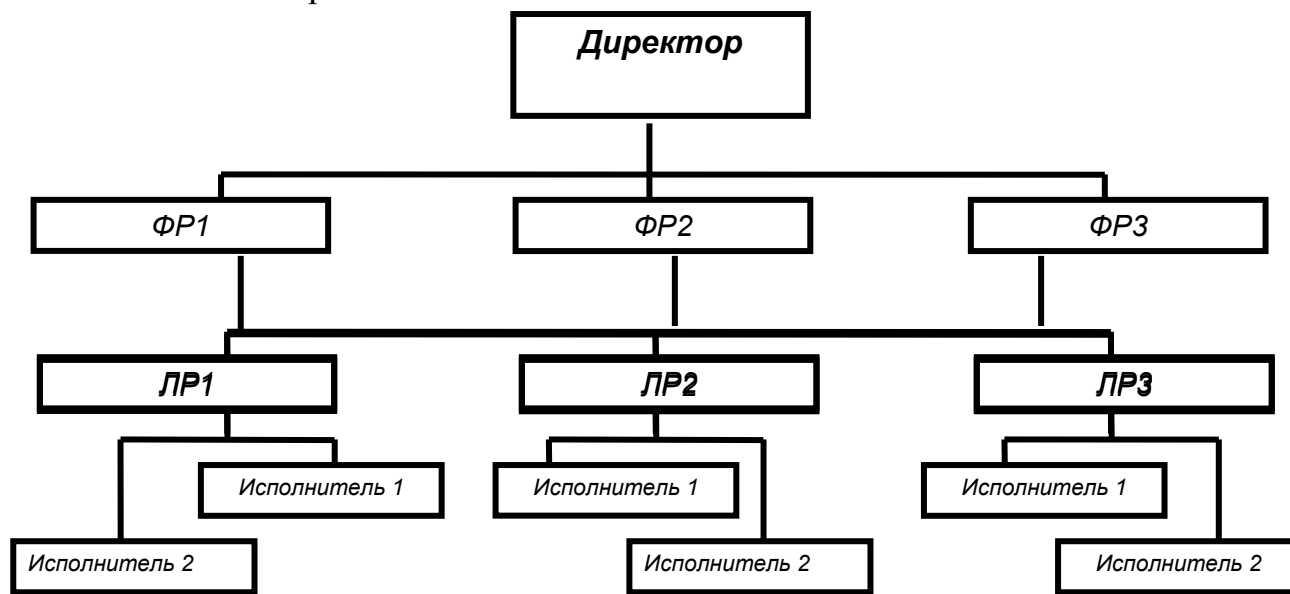 Директор
ФР1
ФР2
ФР3
ЛР1
ЛР2
ЛР3
Исполнитель 1
Исполнитель 1
Исполнитель 1
Исполнитель 2
Исполнитель 2
Исполнитель 2